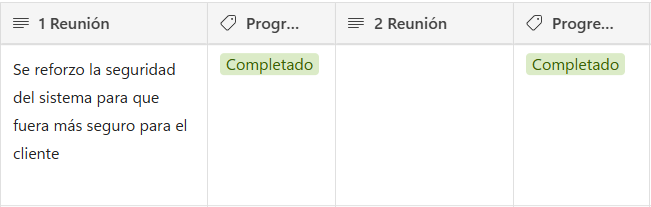 1 Reunión
Progr...
2 Reunión
Progre...
Se reforzo la seguridad
del sistema para que
fuera más seguro para el
cliente
Completado
Completado